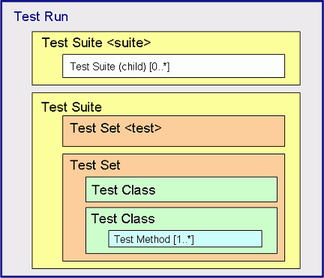 Test Run
Test Suite <suite>
Test Suite (child) [0..*]
Test Suite
Test Set <test>
Test Set
Test Class
Test Class
Test Method [1..*]